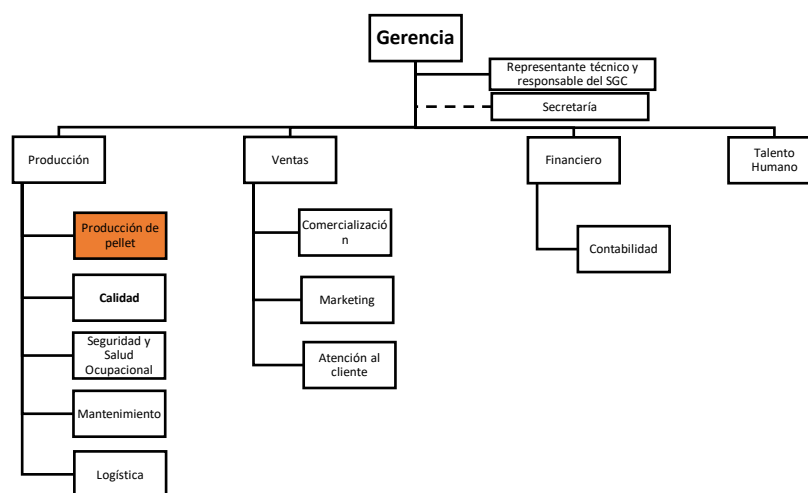 Gerencia
Representante técnico y
responsable del SGC
Secretaría
Producción
Ventas
Financiero
Talento
Humano
Producción de
pellet
Calidad
Seguridad y
Salud
Ocupacional
Mantenimiento
Logística
Comercializació
n
Marketing
Atención al
cliente
Contabilidad